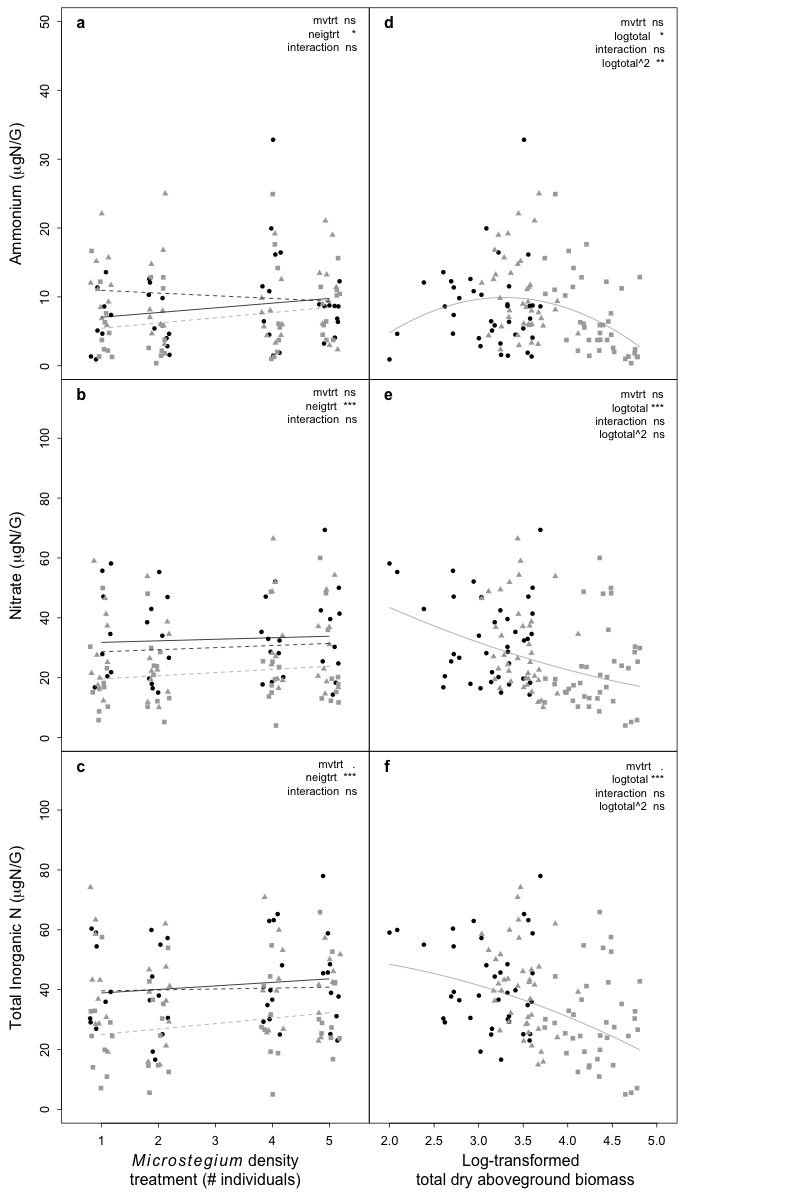 a
mvtrt ns
neigtrt *
interaction ns
d
mvtrt ns
logtotal *
interaction ns
logtotal^2 **
Ammonium (µgN/G)
0 10 20 30 40 50
b
mvtrt ns
neigtrt ***
interaction ns
e
mvtrt ns
logtotal ***
interaction ns
logtotal^2 ns
Nitrate (µgN/G)
0 20 40 60 80 100
c
mvtrt .
neigtrt ***
interaction ns
f
mvtrt .
logtotal ***
interaction ns
logtotal^2 ns
Total Inorganic N (µgN/G)
0 20 40 60 80 100
1 2 3 4 5
Microstegium density
treatment (# individuals)
2.0 2.5 3.0 3.5 4.0 4.5 5.0
Log-transformed
total dry aboveground biomass